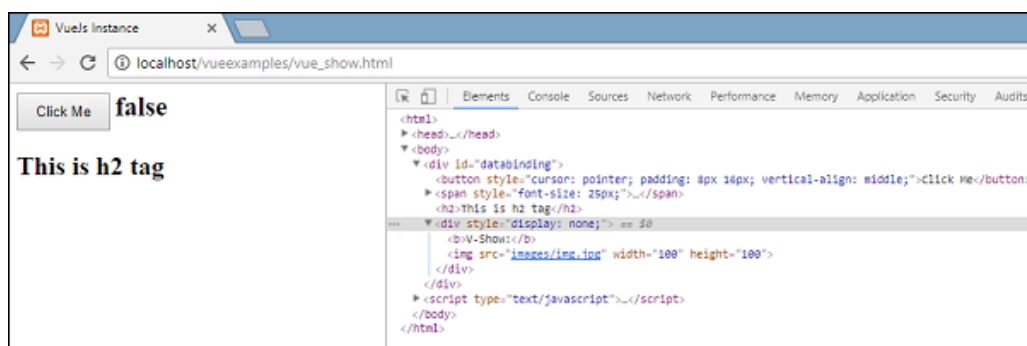 VueJs Instance
localhost/vueexamples/vue_show.html
Click Me false
This is h2 tag
Elements Console Sources Network Performance Memory Application Security Audits
<html>
<head>…</head>
<body>
<div id="databinding">
<button style="cursor: pointer; padding: 8px 16px; vertical-align: middle;">Click Me</button>
<span style="font-size: 25px;">…</span>
<h2>This is h2 tag</h2>
<div style="display: none;"> == $0
<b>V-Show:</b>
<img src="images/img.jpg" width="100" height="100">
</div>
</div>
<script type="text/javascript">…</script>
</body>
</html>